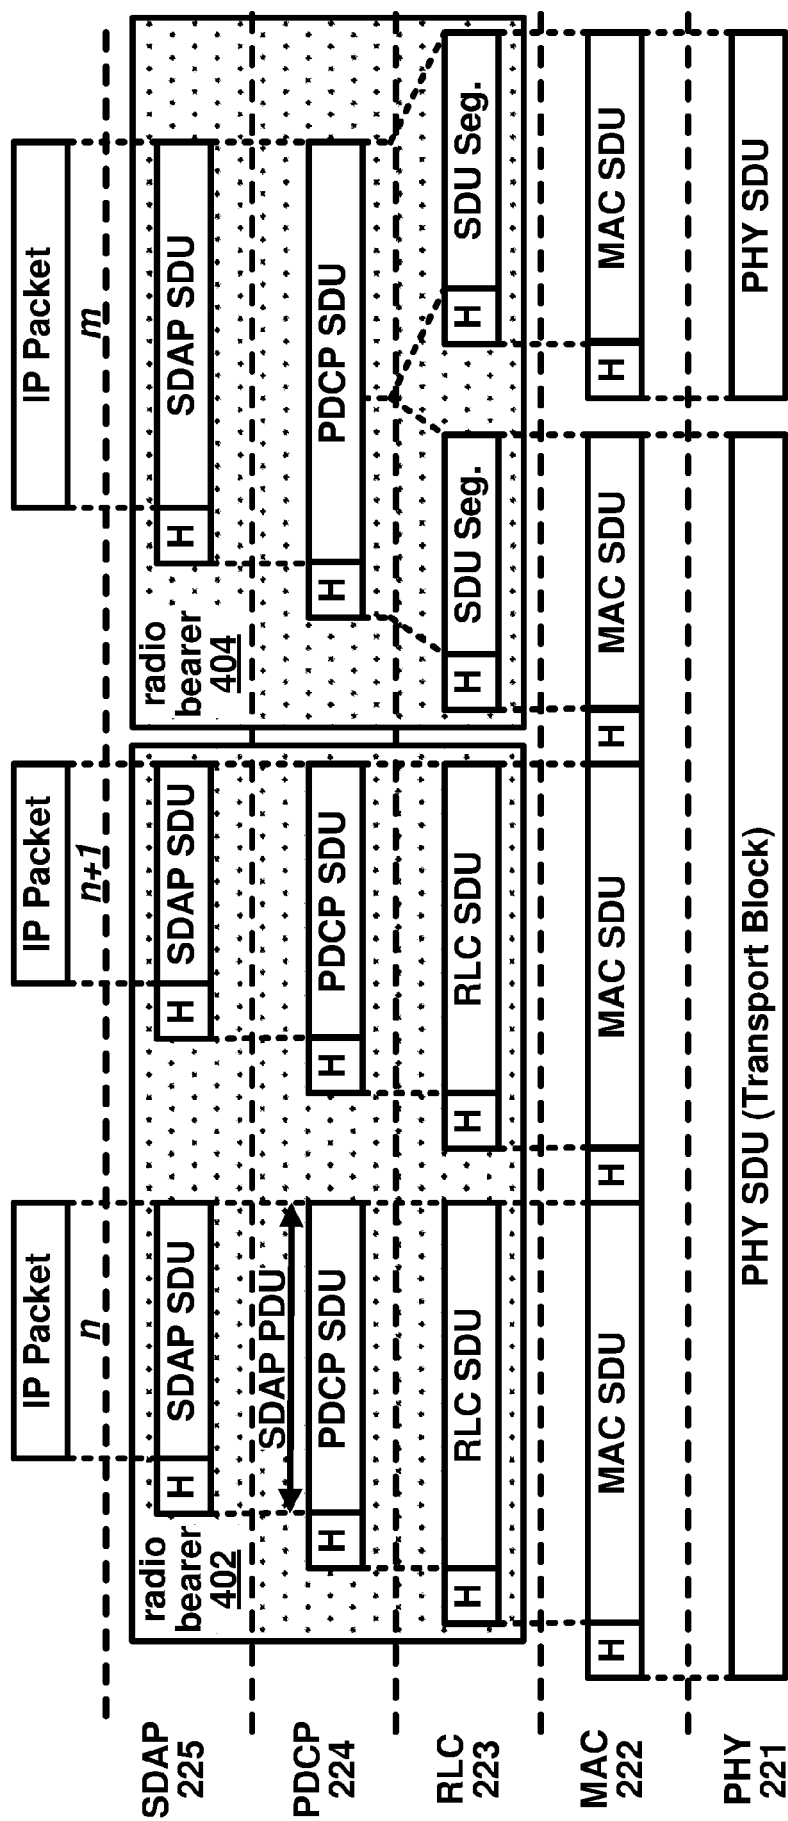 IP Packet
n
IP Packet
n+1
IP Packet
m
SDAP
225
radio
bearer
402
H
SDAP SDU
H
SDAP SDU
radio
bearer
404
H
SDAP SDU
SDAP PDU
PDCP
224
H
PDCP SDU
H
PDCP SDU
H
PDCP SDU
RLC
223
H
RLC SDU
H
RLC SDU
H
SDU Seg.
H
SDU Seg.
MAC
222
H
MAC SDU
H
MAC SDU
H
MAC SDU
H
MAC SDU
PHY
221
PHY SDU (Transport Block)
PHY SDU